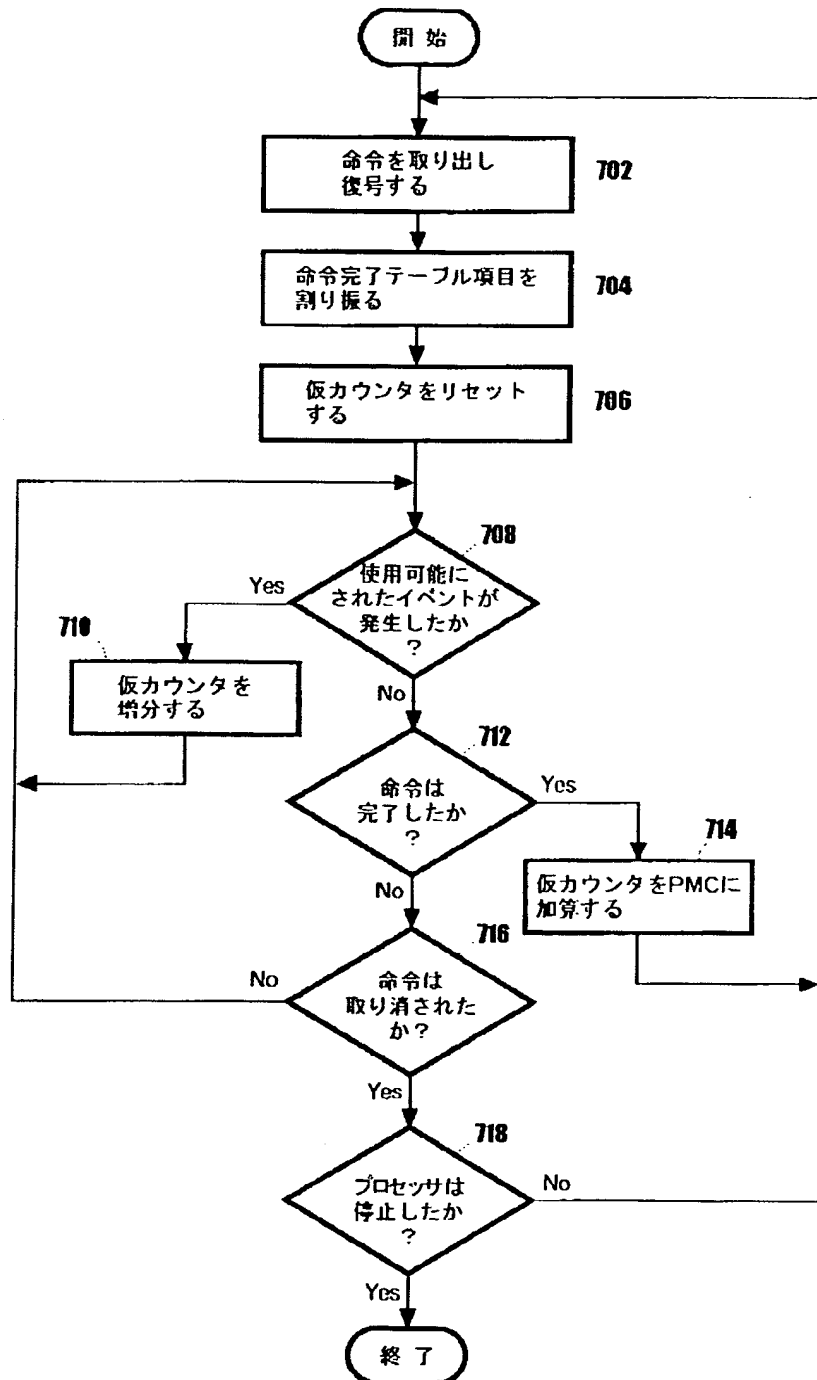 開始
命令を取り出し
復号する
702
命令完了テーブル項目を
割り振る
704
仮カウンタをリセット
する
706
708
使用可能に
されたイベントが
発生したか
?
Yes
710
仮カウンタを
増分する
No
712
命令は
完了したか
?
Yes
714
仮カウンタをPMCに
加算する
No
716
命令は
取り消された
か?
No
Yes
718
プロセッサは
停止したか
?
No
Yes
終了